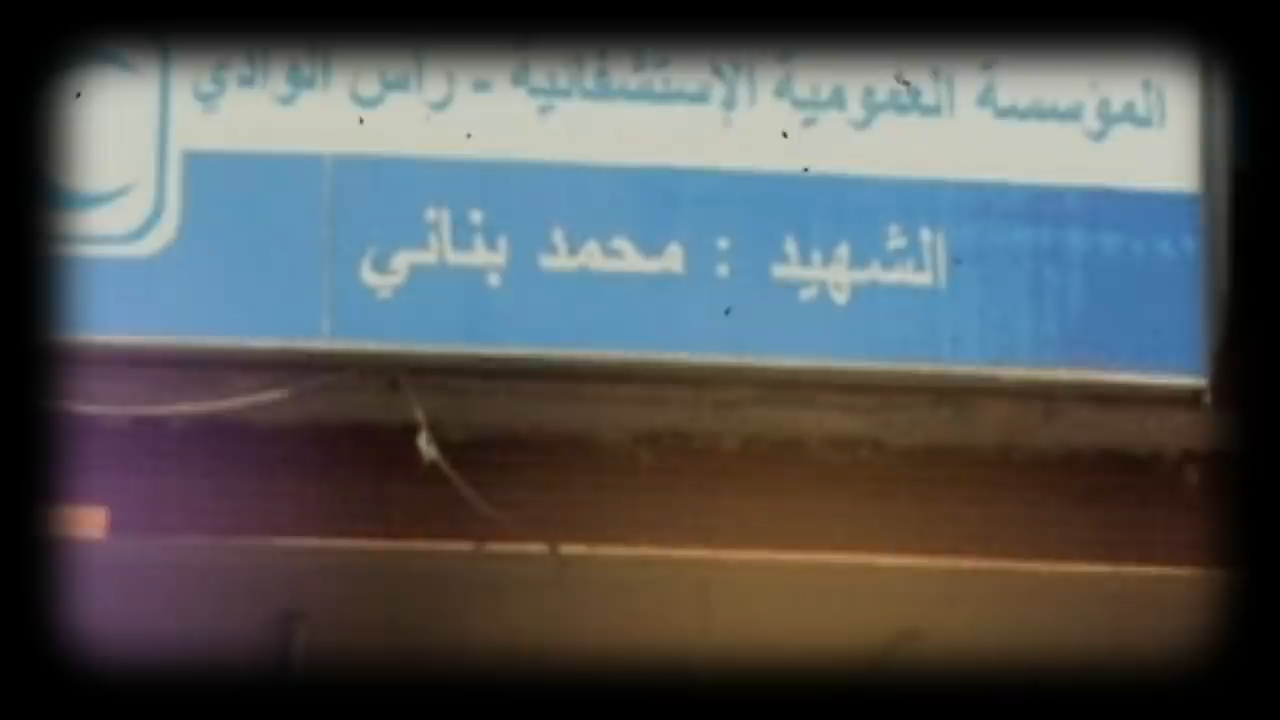 المؤسسة العمومية الإستشفائية - رأس الوادي
الشهيد : محمد بناني